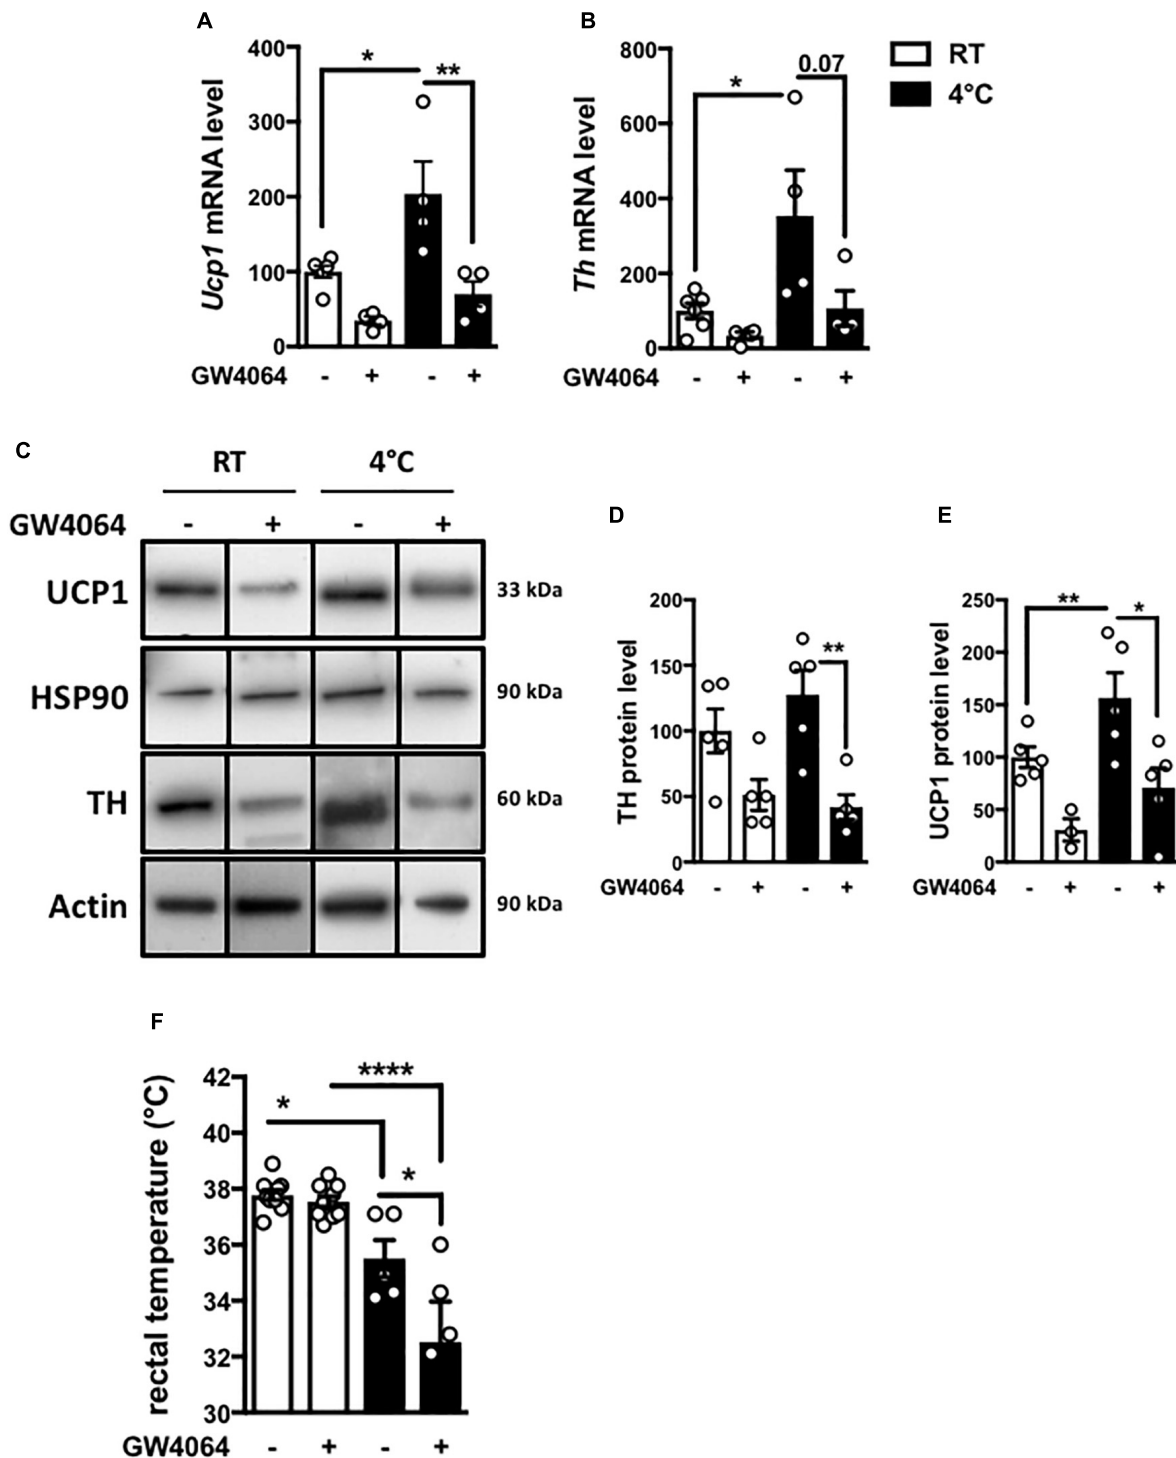 A
Ucp1 mRNA level
400
300
200
100
0
*
**
GW4064 - + - +
B
Th mRNA level
800
600
400
200
0
*
0.07
GW4064 - + - +
RT
4°C
C
RT 4°C
GW4064 - + - +
UCP1 33 kDa
HSP90 90 kDa
TH 60 kDa
Actin 90 kDa
D
TH protein level
200
150
100
50
0
**
GW4064 - + - +
E
UCP1 protein level
250
200
150
100
50
0
**
*
GW4064 - + - +
F
rectal temperature (°C)
42
40
38
36
34
32
30
****
*
*
GW4064 - + - +